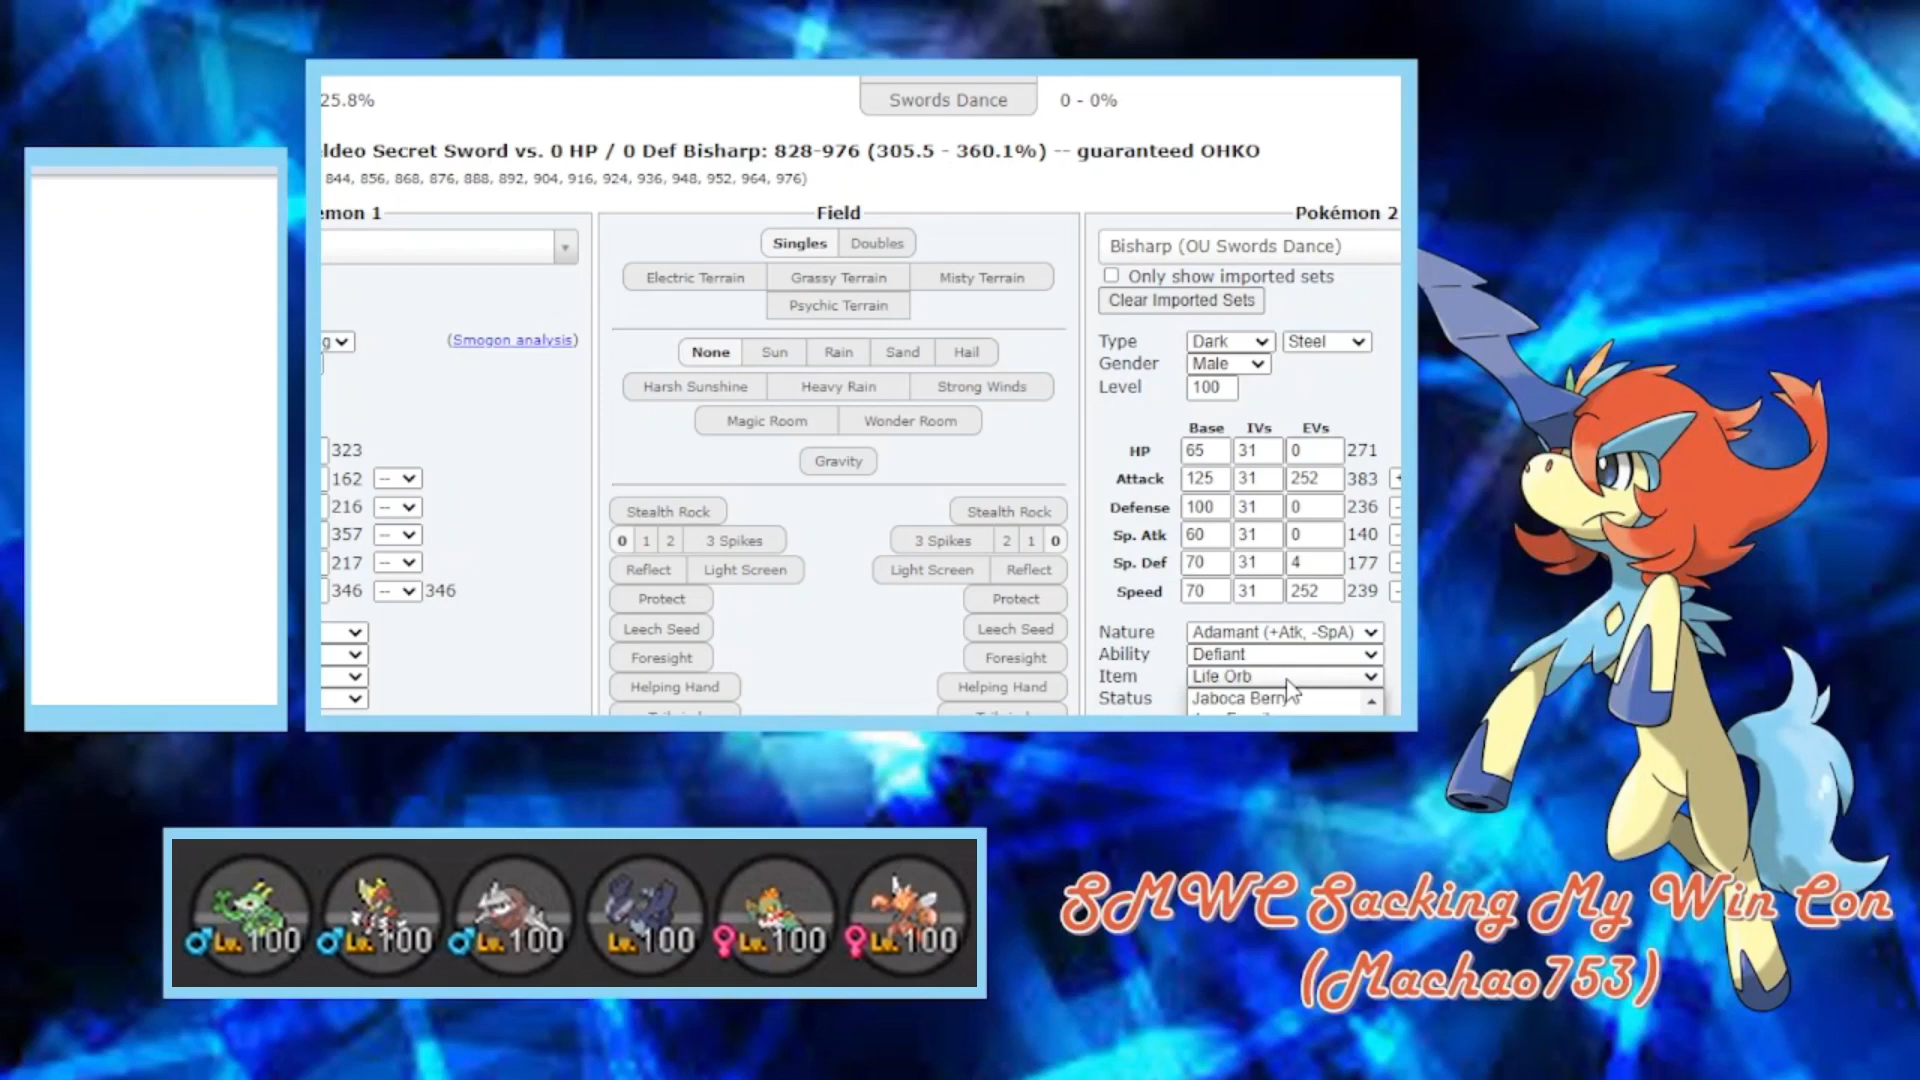 25.8%
Swords Dance
0 - 0%
ldeo Secret Sword vs. 0 HP / 0 Def Bisharp: 828-976 (305.5 - 360.1%) -- guaranteed OHKO
844, 856, 868, 876, 888, 892, 904, 916, 924, 936, 948, 952, 964, 976)
emon 1
Field
Pokémon 2
Singles Doubles
Bisharp (OU Swords Dance)
Electric Terrain Grassy Terrain Misty Terrain
Only show imported sets
Psychic Terrain
Clear Imported Sets
g
(Smogon analysis)
None Sun Rain Sand Hail
Type Dark Steel
Gender Male
Harsh Sunshine Heavy Rain Strong Winds
Level 100
Magic Room Wonder Room
Base IVs EVs
323
Gravity
HP 65 31 0 271
162 --
Attack 125 31 252 383
216 --
Stealth Rock Stealth Rock
Defense 100 31 0 236
357 --
0 1 2 3 Spikes 3 Spikes 2 1 0
Sp. Atk 60 31 0 140
217 --
Reflect Light Screen Light Screen Reflect
Sp. Def 70 31 4 177
346 -- 346
Protect Protect
Speed 70 31 252 239
Leech Seed Leech Seed
Nature Adamant (+Atk, -SpA)
Foresight Foresight
Ability Defiant
Helping Hand Helping Hand
Item Life Orb
Status
Jaboca Berry
♂Lv.100 ♂Lv.100 ♂Lv.100 Lv.100 ♀Lv.100 ♀Lv.100
SMWC Sacking My Win Con
(Machao753)